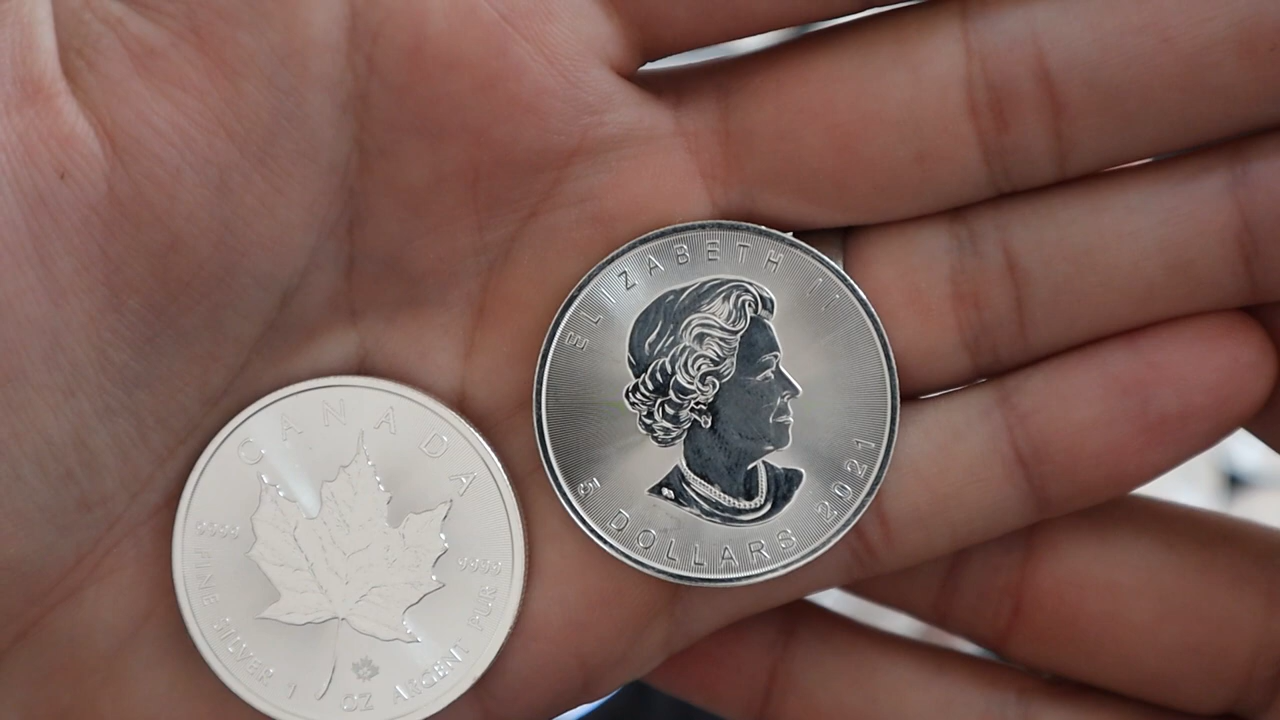 CANADA
9999
9999
FINE SILVER 1 OZ ARGENT PUR
ELIZABETH II
5 DOLLARS 2021